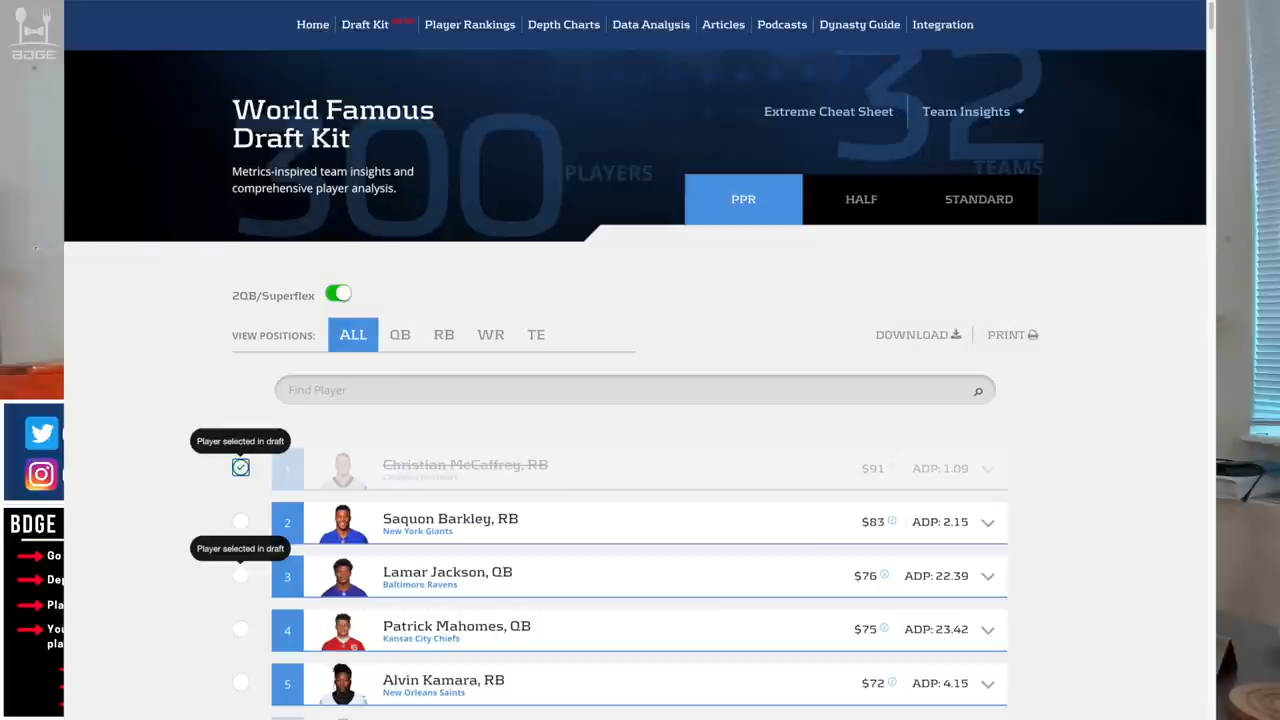 BDGE
Home
Draft Kit
Player Rankings
Depth Charts
Data Analysis
Articles
Podcasts
Dynasty Guide
Integration
World Famous
Draft Kit
Metrics-inspired team insights and
comprehensive player analysis.
300
PLAYERS
32
TEAMS
Extreme Cheat Sheet
Team Insights
PPR
HALF
STANDARD
2QB/Superflex
VIEW POSITIONS:
ALL
QB
RB
WR
TE
DOWNLOAD
PRINT
Find Player
Player selected in draft
1
Christian McCaffrey, RB
$91
ADP: 1.09
2
Saquon Barkley, RB
New York Giants
$83
ADP: 2.15
Player selected in draft
3
Lamar Jackson, QB
Baltimore Ravens
$76
ADP: 22.39
4
Patrick Mahomes, QB
Kansas City Chiefs
$75
ADP: 23.42
5
Alvin Kamara, RB
New Orleans Saints
$72
ADP: 4.15
BDGE
Go